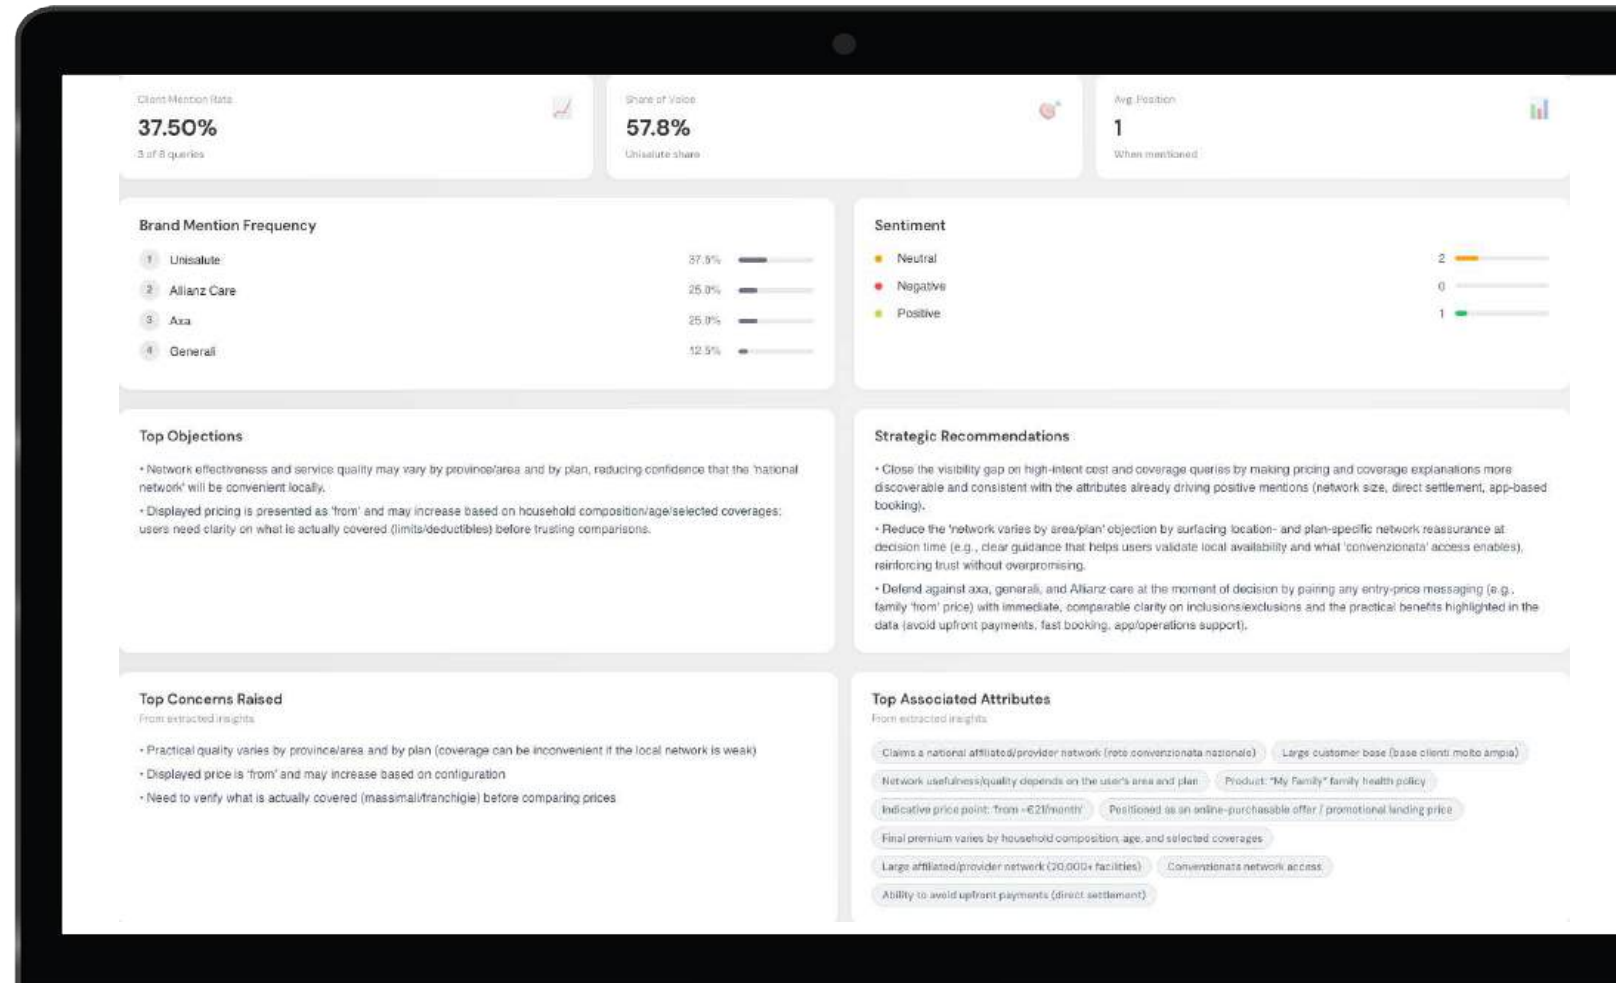 Client Mention Rate
37.50%
3 of 8 queries
Share of Voice
57.8%
Unisalute share
Avg. Position
1
When mentioned
Brand Mention Frequency
1 Unisalute 37.5%
2 Allianz Care 25.0%
3 Axa 25.0%
4 Generali 12.5%
Sentiment
Neutral 2
Negative 0
Positive 1
Top Objections
• Network effectiveness and service quality may vary by province/area and by plan, reducing confidence that the 'national
network' will be convenient locally.
• Displayed pricing is presented as 'from' and may increase based on household composition/age/selected coverages;
users need clarity on what is actually covered (limits/deductibles) before trusting comparisons.
Strategic Recommendations
• Close the visibility gap on high-intent cost and coverage queries by making pricing and coverage explanations more
discoverable and consistent with the attributes already driving positive mentions (network size, direct settlement, app-based
booking).
• Reduce the 'network varies by area/plan' objection by surfacing location- and plan-specific network reassurance at
decision time (e.g., clear guidance that helps users validate local availability and what 'convenzionata' access enables),
reinforcing trust without overpromising.
• Defend against axa, generali, and Allianz care at the moment of decision by pairing any entry-price messaging (e.g.,
family 'from' price) with immediate, comparable clarity on inclusions/exclusions and the practical benefits highlighted in the
data (avoid upfront payments, fast booking, app/operations support).
Top Concerns Raised
From extracted insights
• Practical quality varies by province/area and by plan (coverage can be inconvenient if the local network is weak)
• Displayed price is 'from' and may increase based on configuration
• Need to verify what is actually covered (massimali/franchigie) before comparing prices
Top Associated Attributes
From extracted insights
Claims a national affiliated/provider network (rete convenzionata nazionale) Large customer base (base clienti molto ampia)
Network usefulness/quality depends on the user's area and plan Product: "My Family" family health policy
Indicative price point: 'from ~€21/month' Positioned as an online-purchasable offer / promotional landing price
Final premium varies by household composition, age, and selected coverages
Large affiliated/provider network (20,000+ facilities) Convenzionata network access
Ability to avoid upfront payments (direct settlement)